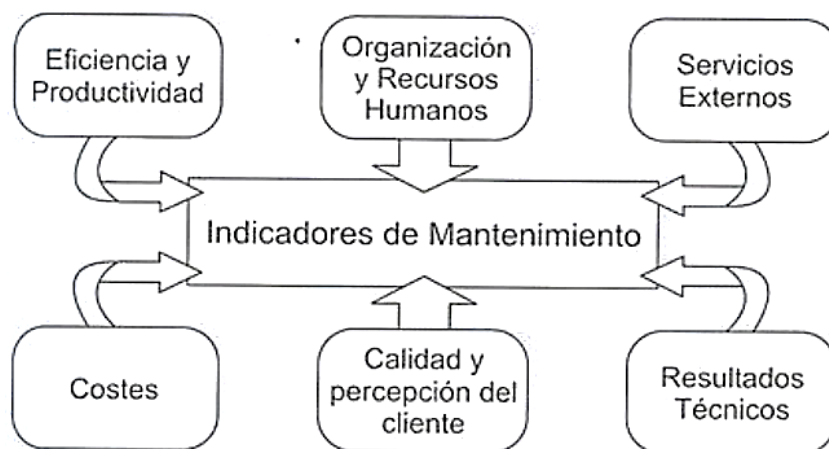 Eficiencia y
Productividad
Organización
y Recursos
Humanos
Servicios
Externos
Indicadores de Mantenimiento
Costes
Calidad y
percepción del
cliente
Resultados
Técnicos